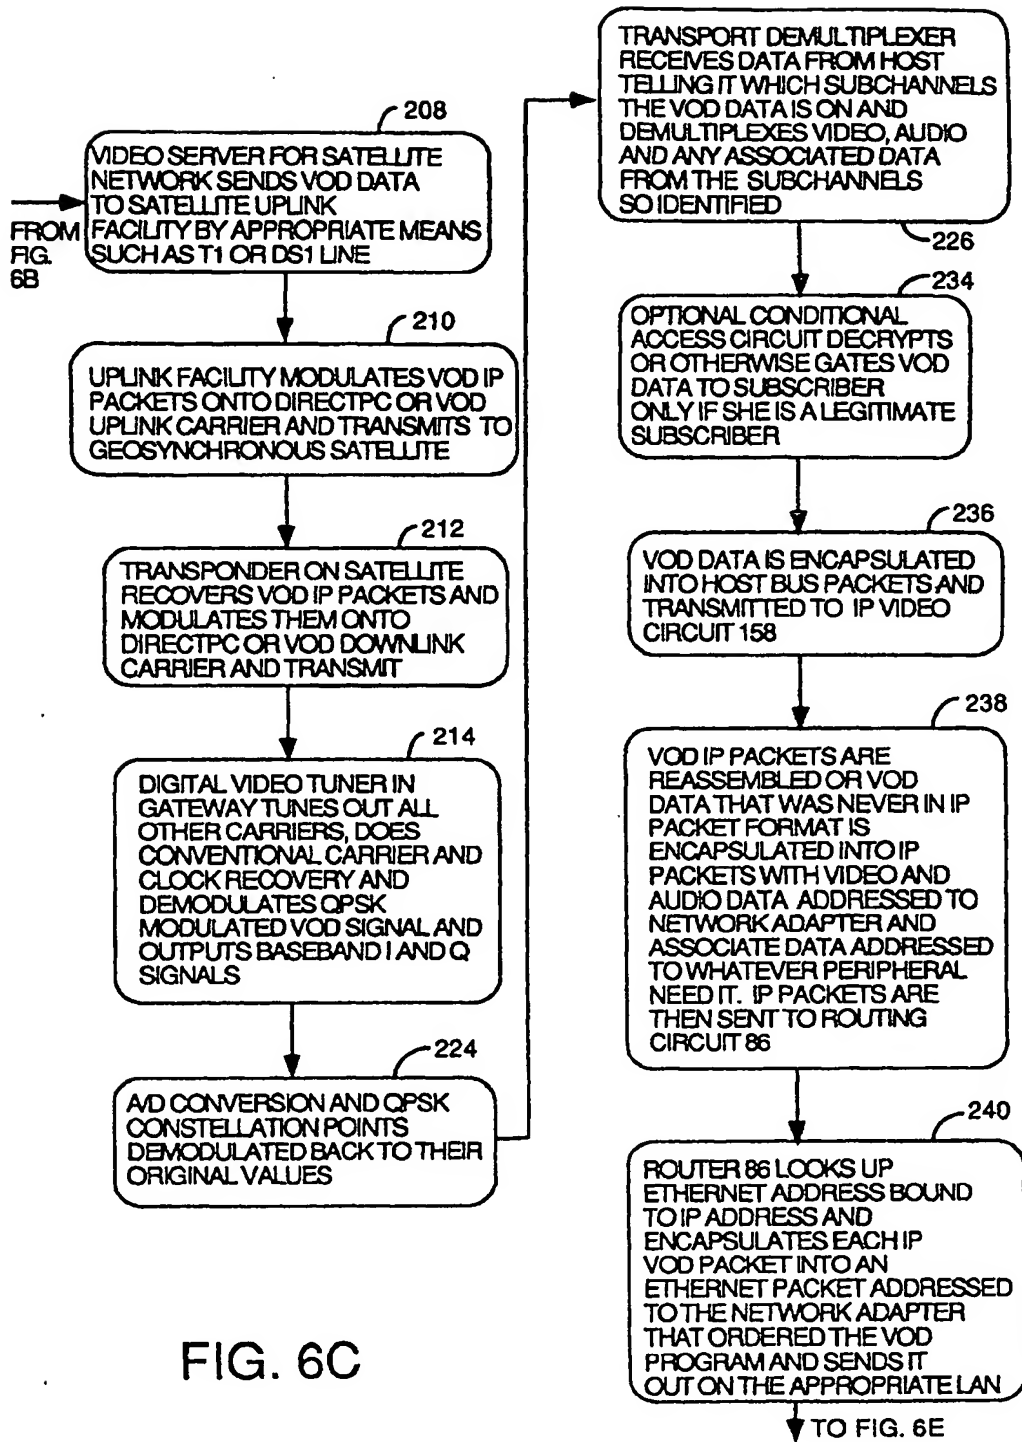 208
VIDEO SERVER FOR SATELLITE
NETWORK SENDS VOD DATA
TO SATELLITE UPLINK
FACILITY BY APPROPRIATE MEANS
SUCH AS T1 OR DS1 LINE
FROM
FIG.
6B
210
UPLINK FACILITY MODULATES VOD IP
PACKETS ONTO DIRECTPC OR VOD
UPLINK CARRIER AND TRANSMITS TO
GEOSYNCHRONOUS SATELLITE
212
TRANSPONDER ON SATELLITE
RECOVERS VOD IP PACKETS AND
MODULATES THEM ONTO
DIRECTPC OR VOD DOWNLINK
CARRIER AND TRANSMIT
214
DIGITAL VIDEO TUNER IN
GATEWAY TUNES OUT ALL
OTHER CARRIERS, DOES
CONVENTIONAL CARRIER AND
CLOCK RECOVERY AND
DEMODULATES QPSK
MODULATED VOD SIGNAL AND
OUTPUTS BASEBAND I AND Q
SIGNALS
224
A/D CONVERSION AND QPSK
CONSTELLATION POINTS
DEMODULATED BACK TO THEIR
ORIGINAL VALUES
TRANSPORT DEMULTIPLEXER
RECEIVES DATA FROM HOST
TELLING IT WHICH SUBCHANNELS
THE VOD DATA IS ON AND
DEMULTIPLEXES VIDEO, AUDIO
AND ANY ASSOCIATED DATA
FROM THE SUBCHANNELS
SO IDENTIFIED
226
234
OPTIONAL CONDITIONAL
ACCESS CIRCUIT DECRYPTS
OR OTHERWISE GATES VOD
DATA TO SUBSCRIBER
ONLY IF SHE IS A LEGITIMATE
SUBSCRIBER
236
VOD DATA IS ENCAPSULATED
INTO HOST BUS PACKETS AND
TRANSMITTED TO IP VIDEO
CIRCUIT 158
238
VOD IP PACKETS ARE
REASSEMBLED OR VOD
DATA THAT WAS NEVER IN IP
PACKET FORMAT IS
ENCAPSULATED INTO IP
PACKETS WITH VIDEO AND
AUDIO DATA ADDRESSED TO
NETWORK ADAPTER AND
ASSOCIATE DATA ADDRESSED
TO WHATEVER PERIPHERAL
NEED IT. IP PACKETS ARE
THEN SENT TO ROUTING
CIRCUIT 86
240
ROUTER 86 LOOKS UP
ETHERNET ADDRESS BOUND
TO IP ADDRESS AND
ENCAPSULATES EACH IP
VOD PACKET INTO AN
ETHERNET PACKET ADDRESSED
TO THE NETWORK ADAPTER
THAT ORDERED THE VOD
PROGRAM AND SENDS IT
OUT ON THE APPROPRIATE LAN
TO FIG. 6E
FIG. 6C